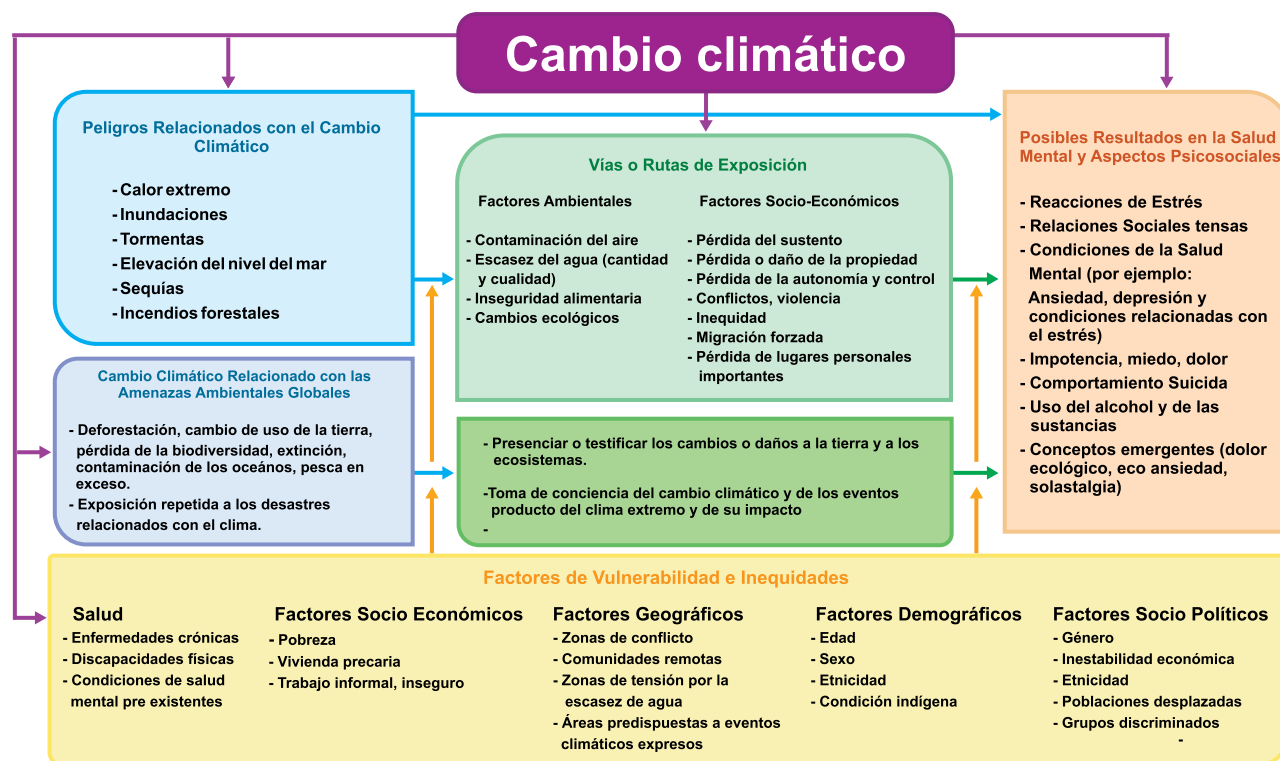 Cambio climático
Peligros Relacionados con el Cambio
Climático
- Calor extremo
- Inundaciones
- Tormentas
- Elevación del nivel del mar
- Sequías
- Incendios forestales
Cambio Climático Relacionado con las
Amenazas Ambientales Globales
- Deforestación, cambio de uso de la tierra,
pérdida de la biodiversidad, extinción,
contaminación de los oceános, pesca en
exceso.
- Exposición repetida a los desastres
relacionados con el clima.
Vías o Rutas de Exposición
Factores Ambientales
- Contaminación del aire
- Escasez del agua (cantidad
y cualidad)
- Inseguridad alimentaria
- Cambios ecológicos
Factores Socio-Económicos
- Pérdida del sustento
- Pérdida o daño de la propiedad
- Pérdida de la autonomía y control
- Conflictos, violencia
- Inequidad
- Migración forzada
- Pérdida de lugares personales
importantes
- Presenciar o testificar los cambios o daños a la tierra y a los
ecosistemas.
-Toma de conciencia del cambio climático y de los eventos
producto del clima extremo y de su impacto
-
Posibles Resultados en la Salud
Mental y Aspectos Psicosociales
- Reacciones de Estrés
- Relaciones Sociales tensas
- Condiciones de la Salud
Mental (por ejemplo:
Ansiedad, depresión y
condiciones relacionadas con
el estrés)
- Impotencia, miedo, dolor
- Comportamiento Suicida
- Uso del alcohol y de las
sustancias
- Conceptos emergentes (dolor
ecológico, eco ansiedad,
solastalgia)
Factores de Vulnerabilidad e Inequidades
Salud
- Enfermedades crónicas
- Discapacidades físicas
- Condiciones de salud
mental pre existentes
Factores Socio Económicos
- Pobreza
- Vivienda precaria
- Trabajo informal, inseguro
Factores Geográficos
- Zonas de conflicto
- Comunidades remotas
- Zonas de tensión por la
escasez de agua
- Áreas predispuestas a eventos
climáticos expresos
Factores Demográficos
- Edad
- Sexo
- Etnicidad
- Condición indígena
Factores Socio Políticos
- Género
- Inestabilidad económica
- Etnicidad
- Poblaciones desplazadas
- Grupos discriminados
-